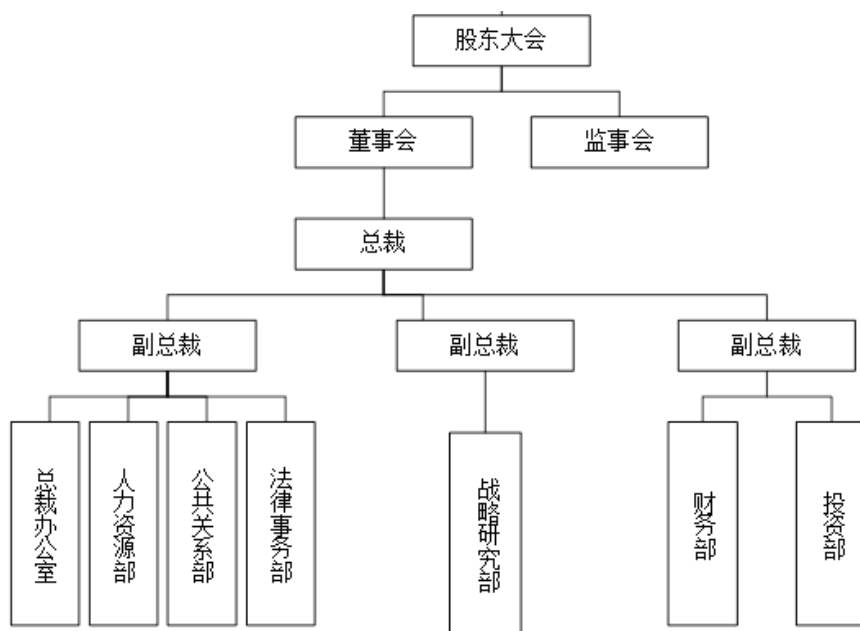 股东大会
董事会
监事会
总裁
副总裁
副总裁
副总裁
总裁办公室
人力资源部
公共关系部
法律事务部
战略研究部
财务部
投资部